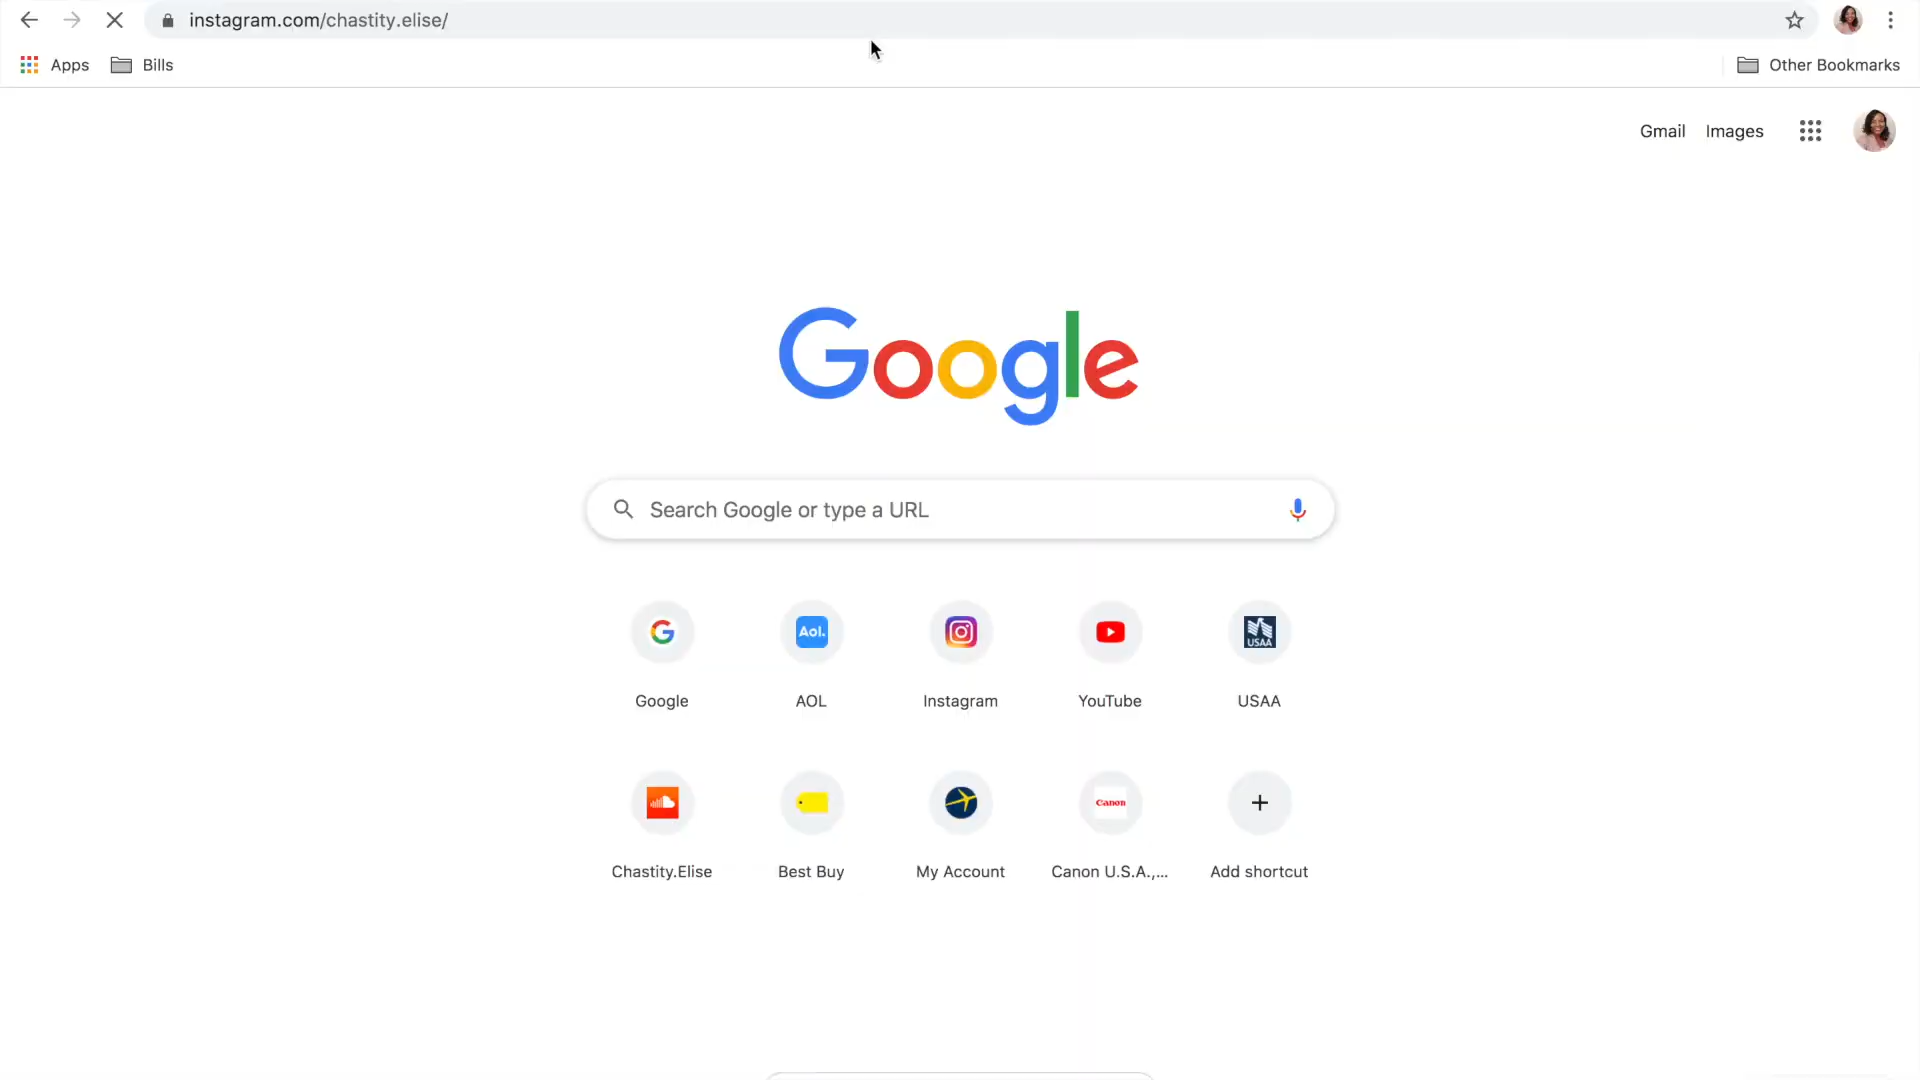 instagram.com/chastity.elise/
Apps
Bills
Other Bookmarks
Gmail
Images
Google
Search Google or type a URL
Aol.
USAA
Google
AOL
Instagram
YouTube
USAA
Canon
Chastity.Elise
Best Buy
My Account
Canon U.S.A.,...
Add shortcut